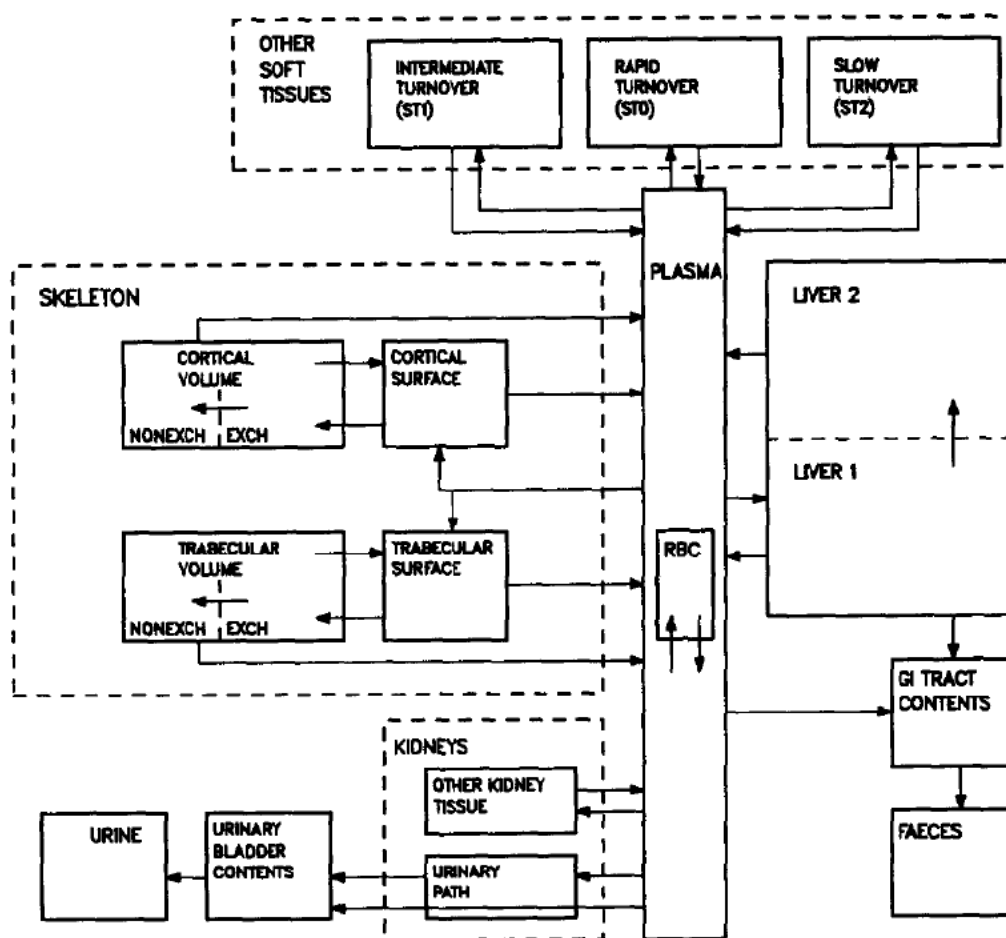 OTHER
SOFT
TISSUES
INTERMEDIATE
TURNOVER
(ST1)
RAPID
TURNOVER
(ST0)
SLOW
TURNOVER
(ST2)
PLASMA
SKELETON
CORTICAL
VOLUME
NONEXCH
EXCH
CORTICAL
SURFACE
TRABECULAR
VOLUME
NONEXCH
EXCH
TRABECULAR
SURFACE
RBC
LIVER 2
LIVER 1
GI TRACT
CONTENTS
FAECES
KIDNEYS
OTHER KIDNEY
TISSUE
URINARY
PATH
URINARY
BLADDER
CONTENTS
URINE